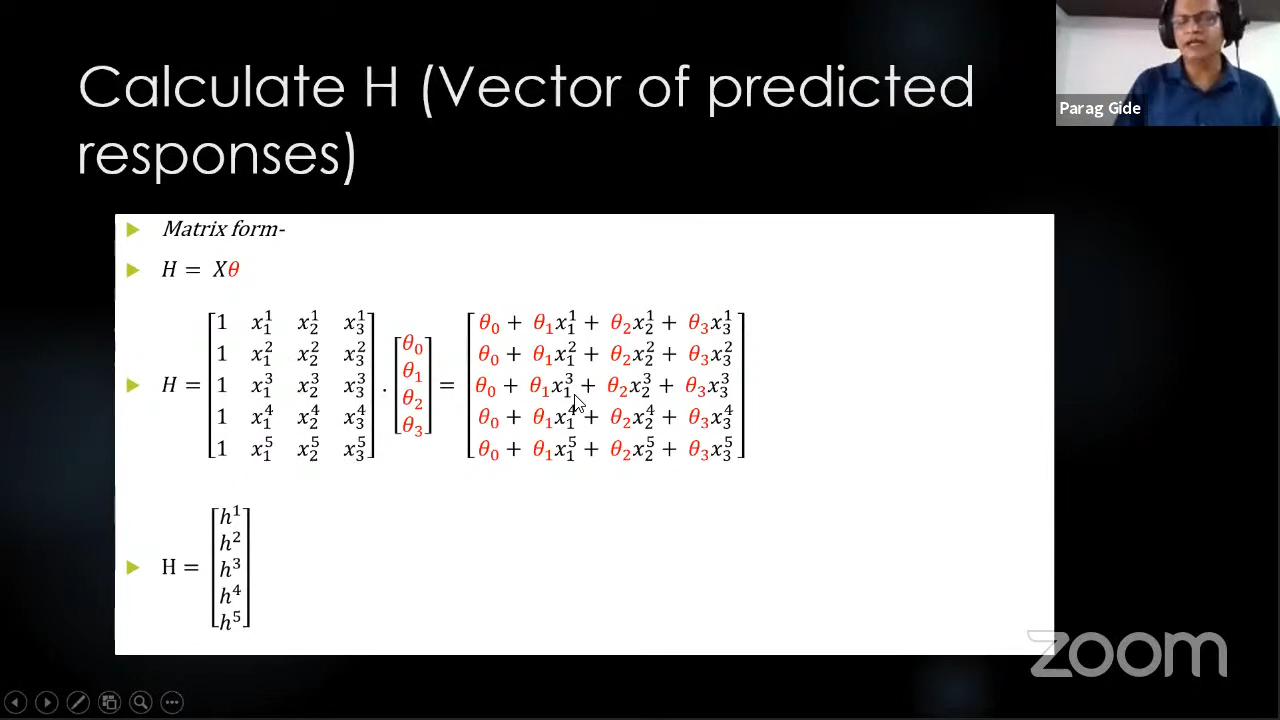 Calculate H (Vector of predicted
responses)
Parag Gide
Matrix form-
H = Xθ
H = [1 x₁¹ x₂¹ x₃¹; 1 x₁² x₂² x₃²; 1 x₁³ x₂³ x₃³; 1 x₁⁴ x₂⁴ x₃⁴; 1 x₁⁵ x₂⁵ x₃⁵] . [θ₀; θ₁; θ₂; θ₃] = [θ₀ + θ₁x₁¹ + θ₂x₂¹ + θ₃x₃¹; θ₀ + θ₁x₁² + θ₂x₂² + θ₃x₃²; θ₀ + θ₁x₁³ + θ₂x₂³ + θ₃x₃³; θ₀ + θ₁x₁⁴ + θ₂x₂⁴ + θ₃x₃⁴; θ₀ + θ₁x₁⁵ + θ₂x₂⁵ + θ₃x₃⁵]
H = [h¹; h²; h³; h⁴; h⁵]
zoom